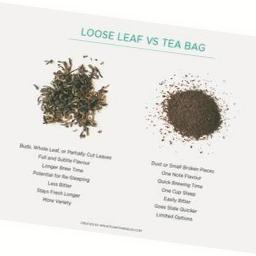 LOOSE LEAF VS TEA BAG
Buds, Whole Leaf, or Partially Cut Leaves
Full and Subtle Flavour
Longer Brew Time
Potential for Re-Steeping
Less Bitter
Stays Fresh Longer
More Variety
Dust or Small Broken Pieces
One Note Flavour
Quick Brewing Time
One Cup Steep
Easily Bitter
Goes Stale Quicker
Limited Options
CREATED BY